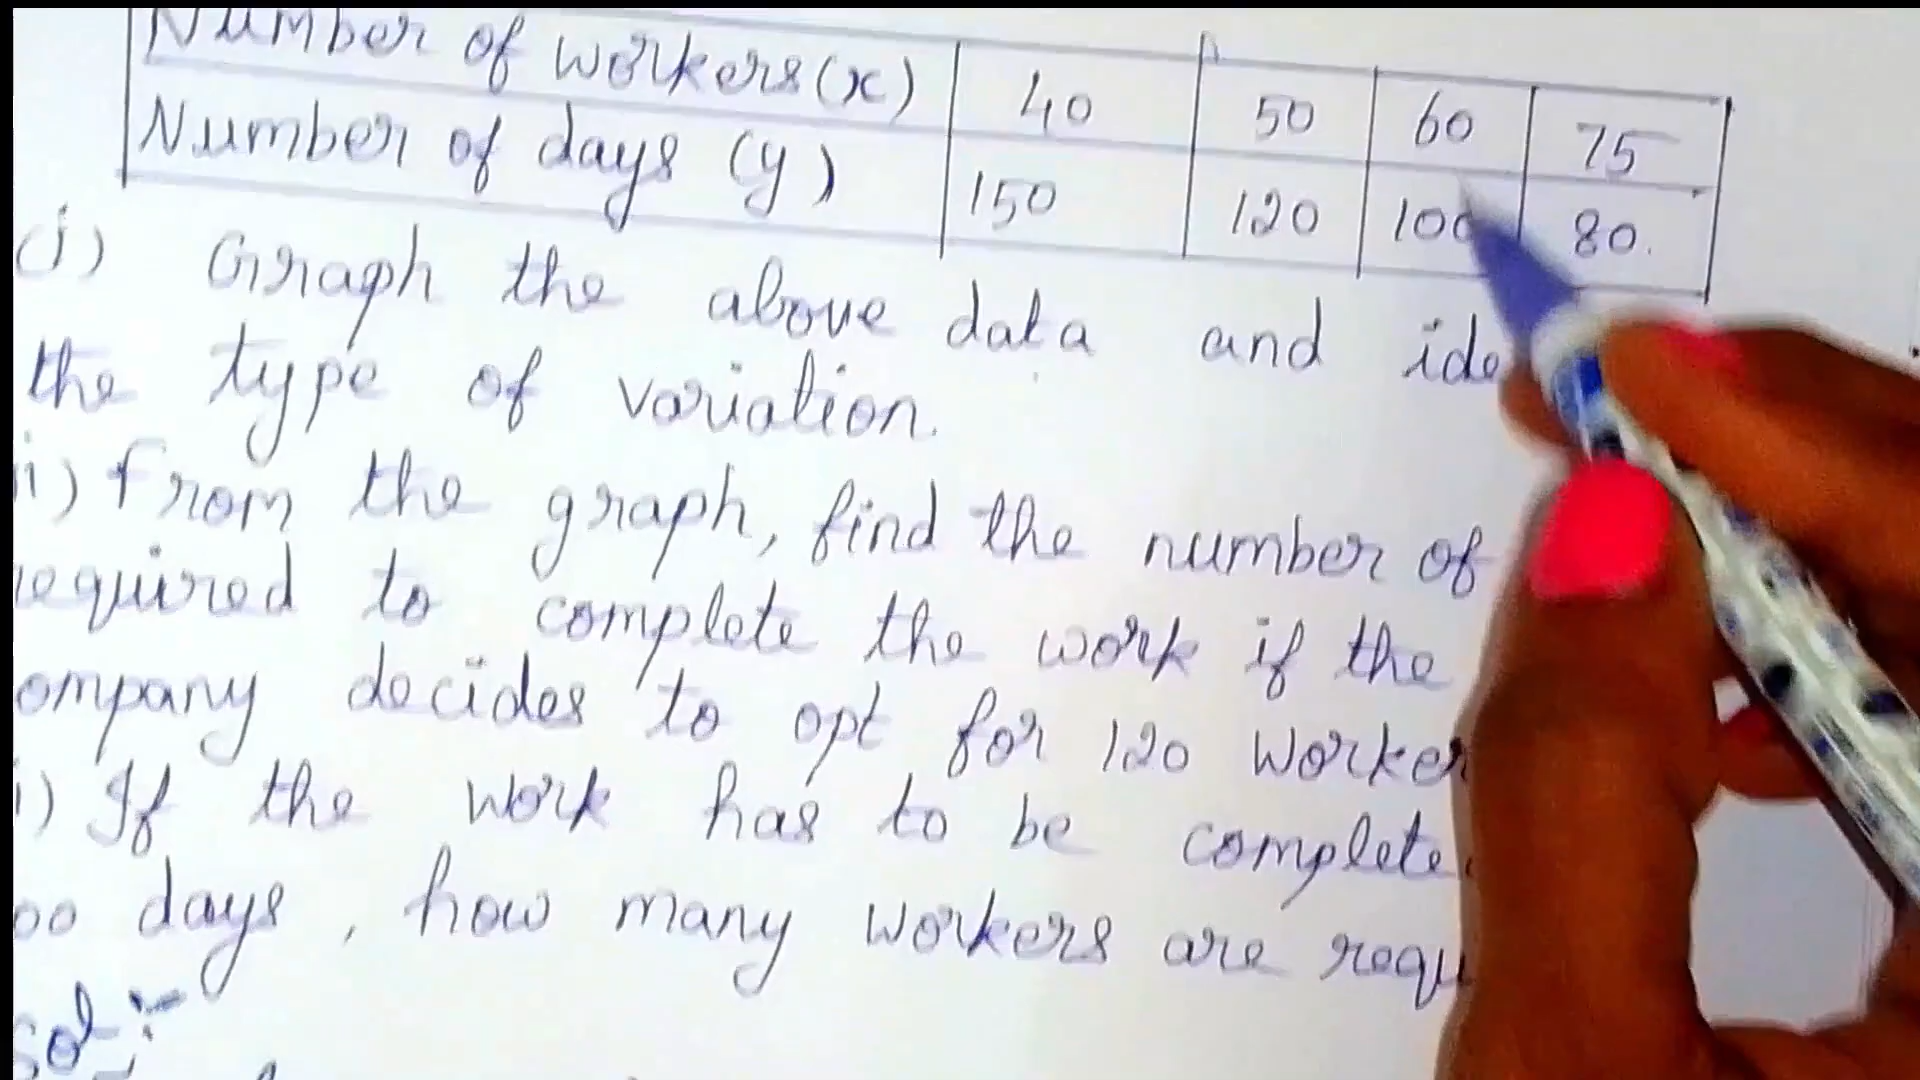 Number of workers (x) 40 50 60 75
Number of days (y) 150 120 100 80.
(i) Graph the above data and ide
the type of variation.
ii) From the graph, find the number of
required to complete the work if the
ompany decides to opt for 120 worker
i) If the work has to be complete
00 days, how many workers are requ
Sol :-